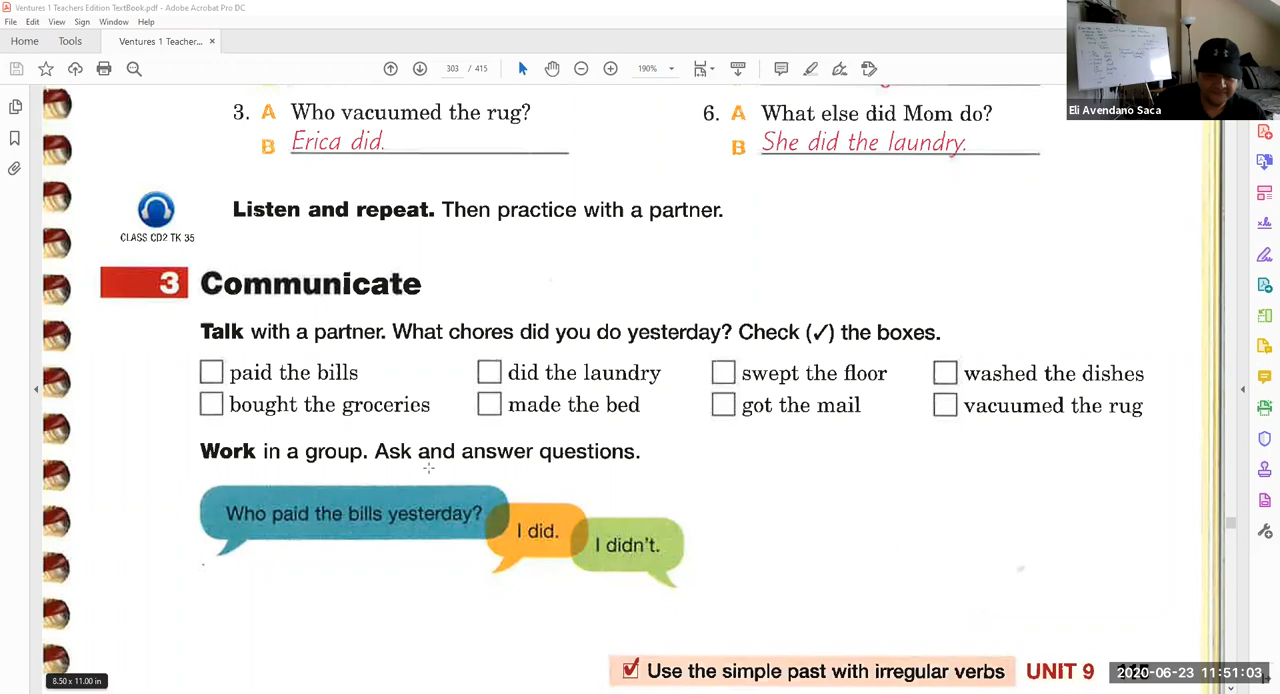 Ventures 1 Teachers Edition TextBook.pdf - Adobe Acrobat Pro DC
File Edit View Sign Window Help
Home Tools Ventures 1 Teacher... ×
303 / 415 190%
Eli Avendano Saca
3. A Who vacuumed the rug?
B Erica did.
6. A What else did Mom do?
B She did the laundry.
Listen and repeat. Then practice with a partner.
CLASS CD2 TK 35
3 Communicate
Talk with a partner. What chores did you do yesterday? Check (✓) the boxes.
paid the bills did the laundry swept the floor washed the dishes
bought the groceries made the bed got the mail vacuumed the rug
Work in a group. Ask and answer questions.
Who paid the bills yesterday?
I did.
I didn't.
Use the simple past with irregular verbs UNIT 9
8.50 x 11.00 in
2020-06-23 11:51:03